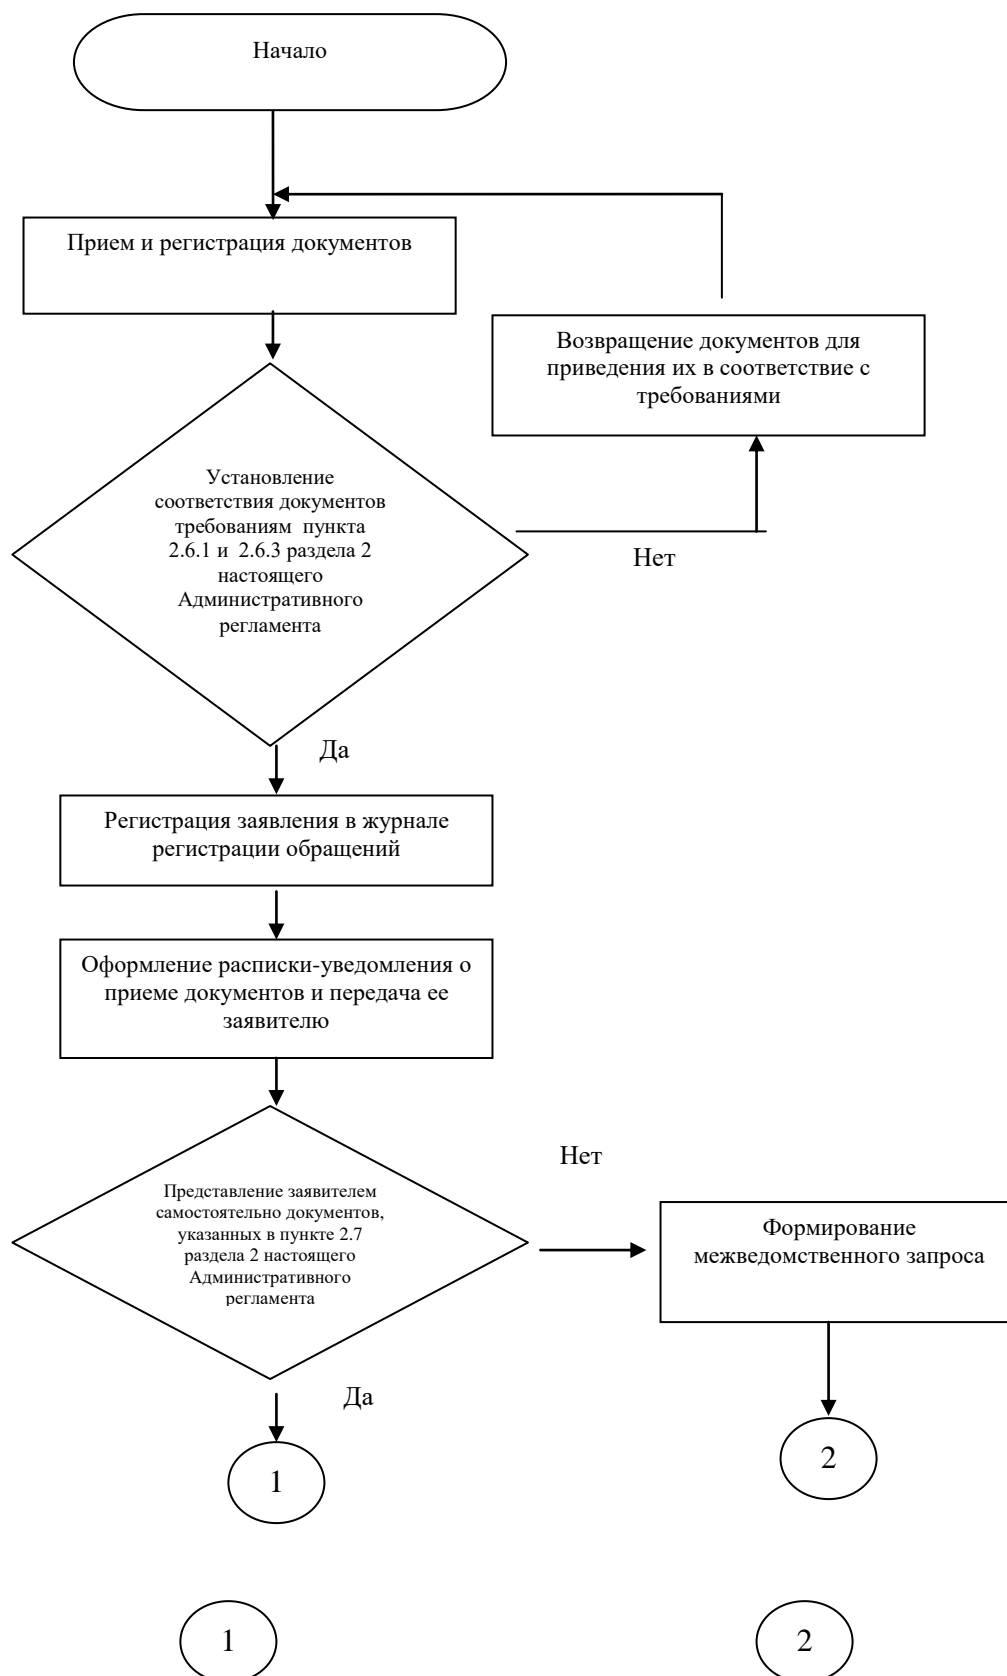 Начало
Прием и регистрация документов
Возвращение документов для
приведения их в соответствие с
требованиями
Установление
соответствия документов
требованиям пункта
2.6.1 и 2.6.3 раздела 2
настоящего
Административного
регламента
Нет
Да
Регистрация заявления в журнале
регистрации обращений
Оформление расписки-уведомления о
приеме документов и передача ее
заявителю
Нет
Представление заявителем
самостоятельно документов,
указанных в пункте 2.7
раздела 2 настоящего
Административного
регламента
Формирование
межведомственного запроса
Да
1
2
1
2